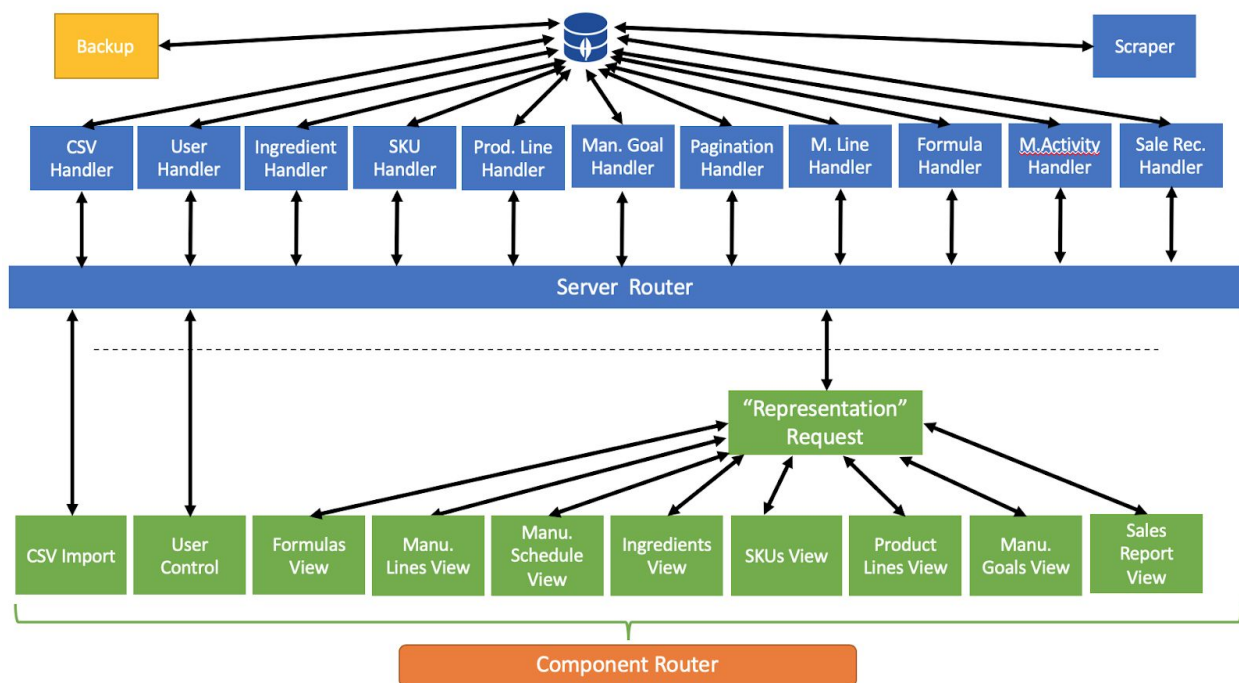 Backup
Scraper
CSV
Handler
User
Handler
Ingredient
Handler
SKU
Handler
Prod. Line
Handler
Man. Goal
Handler
Pagination
Handler
M. Line
Handler
Formula
Handler
M.Activity
Handler
Sale Rec.
Handler
Server Router
“Representation”
Request
CSV Import
User
Control
Formulas
View
Manu.
Lines View
Manu.
Schedule
View
Ingredients
View
SKUs View
Product
Lines View
Manu.
Goals View
Sales
Report
View
Component Router